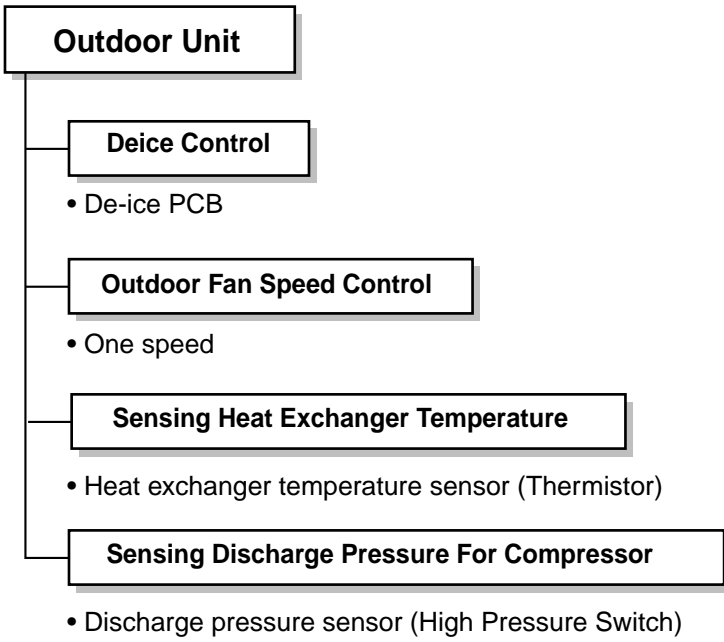 Outdoor Unit
Deice Control
• De-ice PCB
Outdoor Fan Speed Control
• One speed
Sensing Heat Exchanger Temperature
• Heat exchanger temperature sensor (Thermistor)
Sensing Discharge Pressure For Compressor
• Discharge pressure sensor (High Pressure Switch)